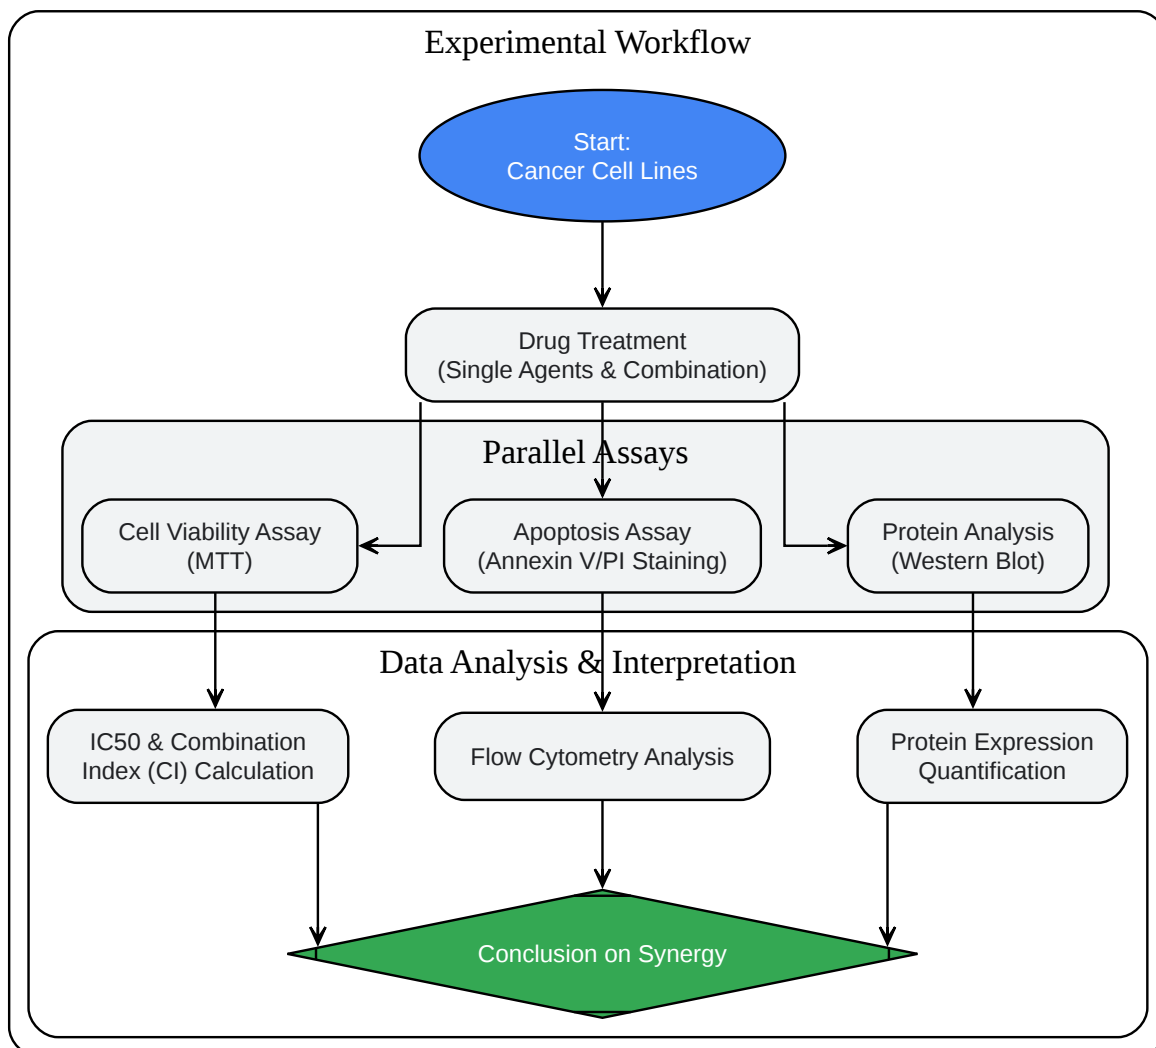 Experimental Workflow
Start:
Cancer Cell Lines
Drug Treatment
(Single Agents & Combination)
Parallel Assays
Cell Viability Assay
(MTT)
Apoptosis Assay
(Annexin V/PI Staining)
Protein Analysis
(Western Blot)
Data Analysis & Interpretation
IC50 & Combination
Index (CI) Calculation
Flow Cytometry Analysis
Protein Expression
Quantification
Conclusion on Synergy